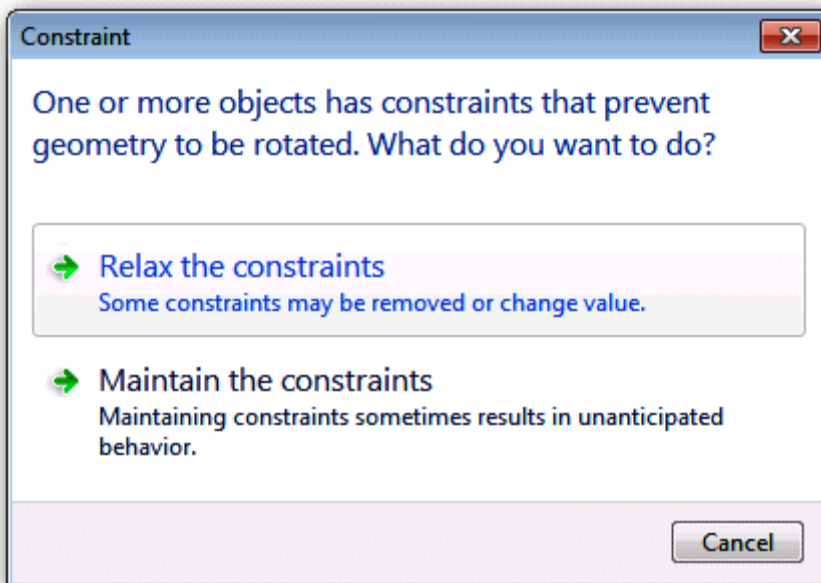 Constraint
One or more objects has constraints that prevent
geometry to be rotated. What do you want to do?
Relax the constraints
Some constraints may be removed or change value.
Maintain the constraints
Maintaining constraints sometimes results in unanticipated
behavior.
Cancel